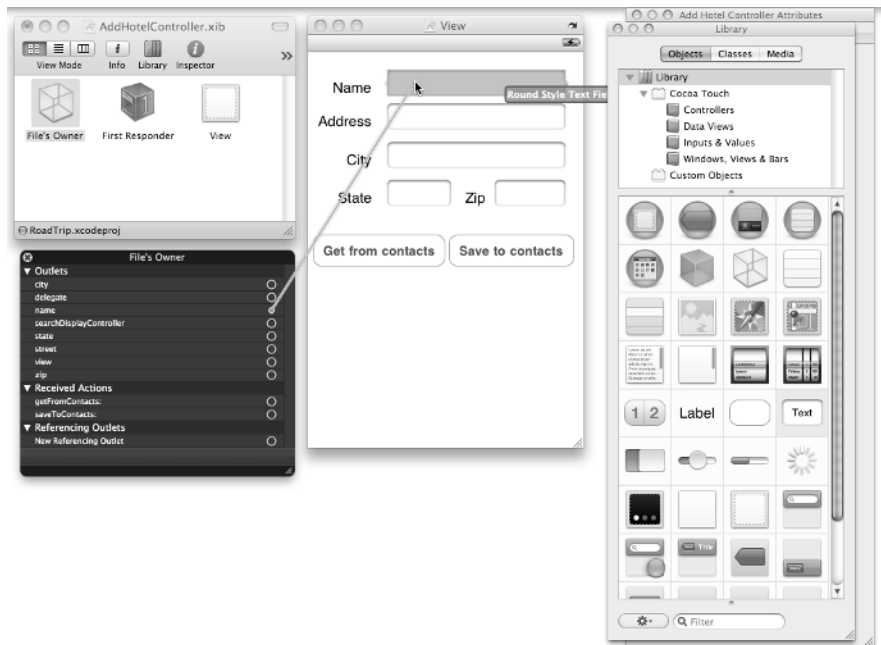 AddHotelController.xib
View Mode
Info
Library
Inspector
File's Owner
First Responder
View
RoadTrip.xcodeproj
File's Owner
Outlets
city
delegate
name
searchDisplayController
state
street
view
zip
Received Actions
getFromContacts:
saveToContacts:
Referencing Outlets
New Referencing Outlet
View
Name
Round Style Text Fie
Address
City
State
Zip
Get from contacts
Save to contacts
Add Hotel Controller Attributes
Library
Objects
Classes
Media
Library
Cocoa Touch
Controllers
Data Views
Inputs & Values
Windows, Views & Bars
Custom Objects
1 2
Label
Text
Title
Filter